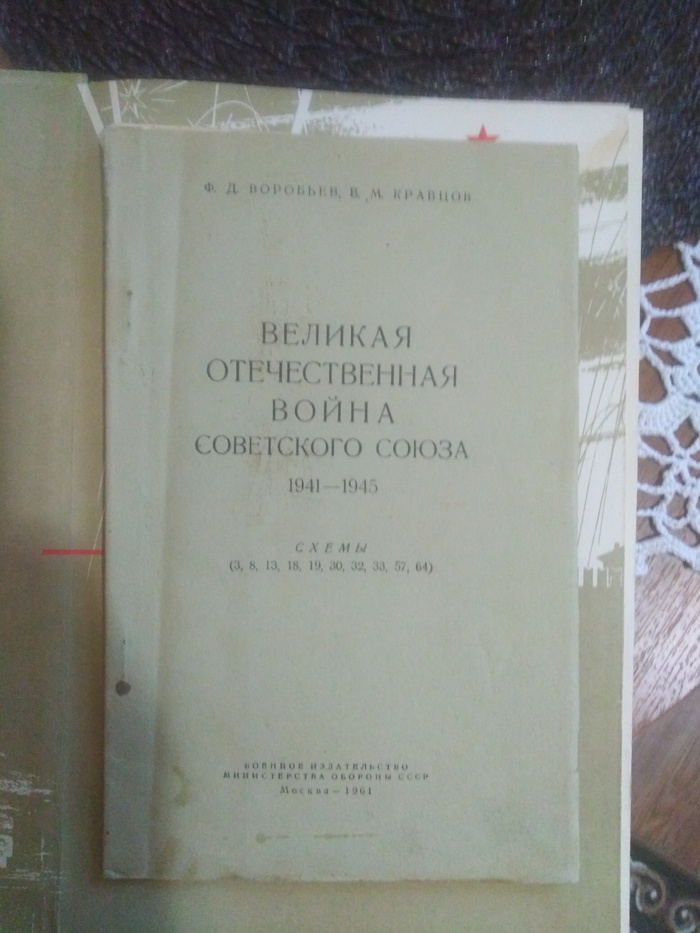 Ф. Д. ВОРОБЬЕВ, В. М. КРАВЦОВ
ВЕЛИКАЯ
ОТЕЧЕСТВЕННАЯ
ВОЙНА
СОВЕТСКОГО СОЮЗА
1941—1945
СХЕМЫ
(3, 8, 13, 18, 19, 30, 32, 33, 57, 64)
ВОЕННОЕ ИЗДАТЕЛЬСТВО
МИНИСТЕРСТВА ОБОРОНЫ СССР
Москва — 1961